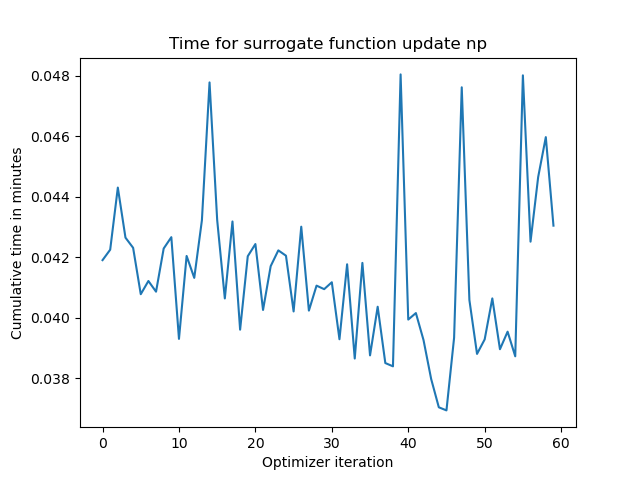 Time for surrogate function update np
Cumulative time in minutes
0.048
0.046
0.044
0.042
0.040
0.038
0 10 20 30 40 50 60
Optimizer iteration